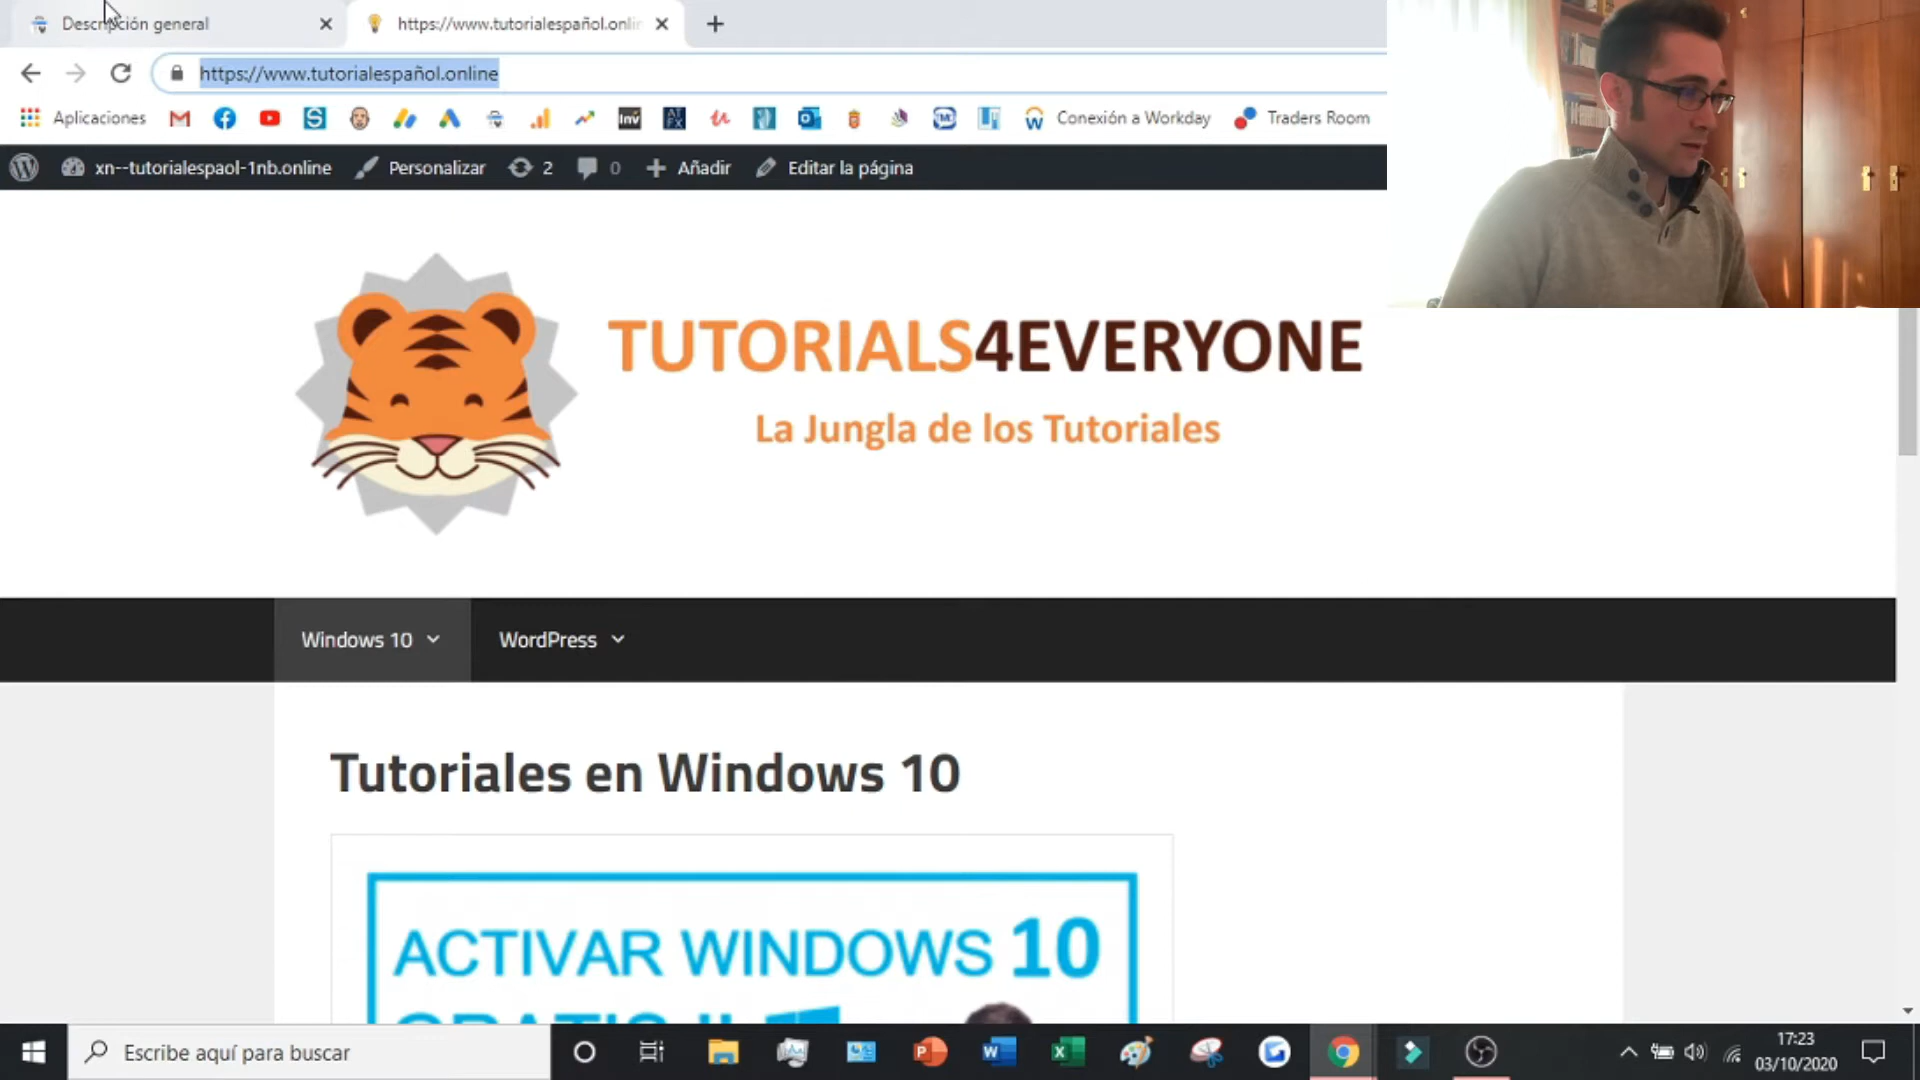 Descripción general
https://www.tutorialespañol.onlin
https://www.tutorialespañol.online
Aplicaciones
Inv
Conexión a Workday
Traders Room
xn--tutorialespaol-1nb.online
Personalizar
2
0
Añadir
Editar la página
TUTORIALS4EVERYONE
La Jungla de los Tutoriales
Windows 10
WordPress
Tutoriales en Windows 10
ACTIVAR WINDOWS 10
GRATIS !!
Escribe aquí para buscar
17:23
03/10/2020